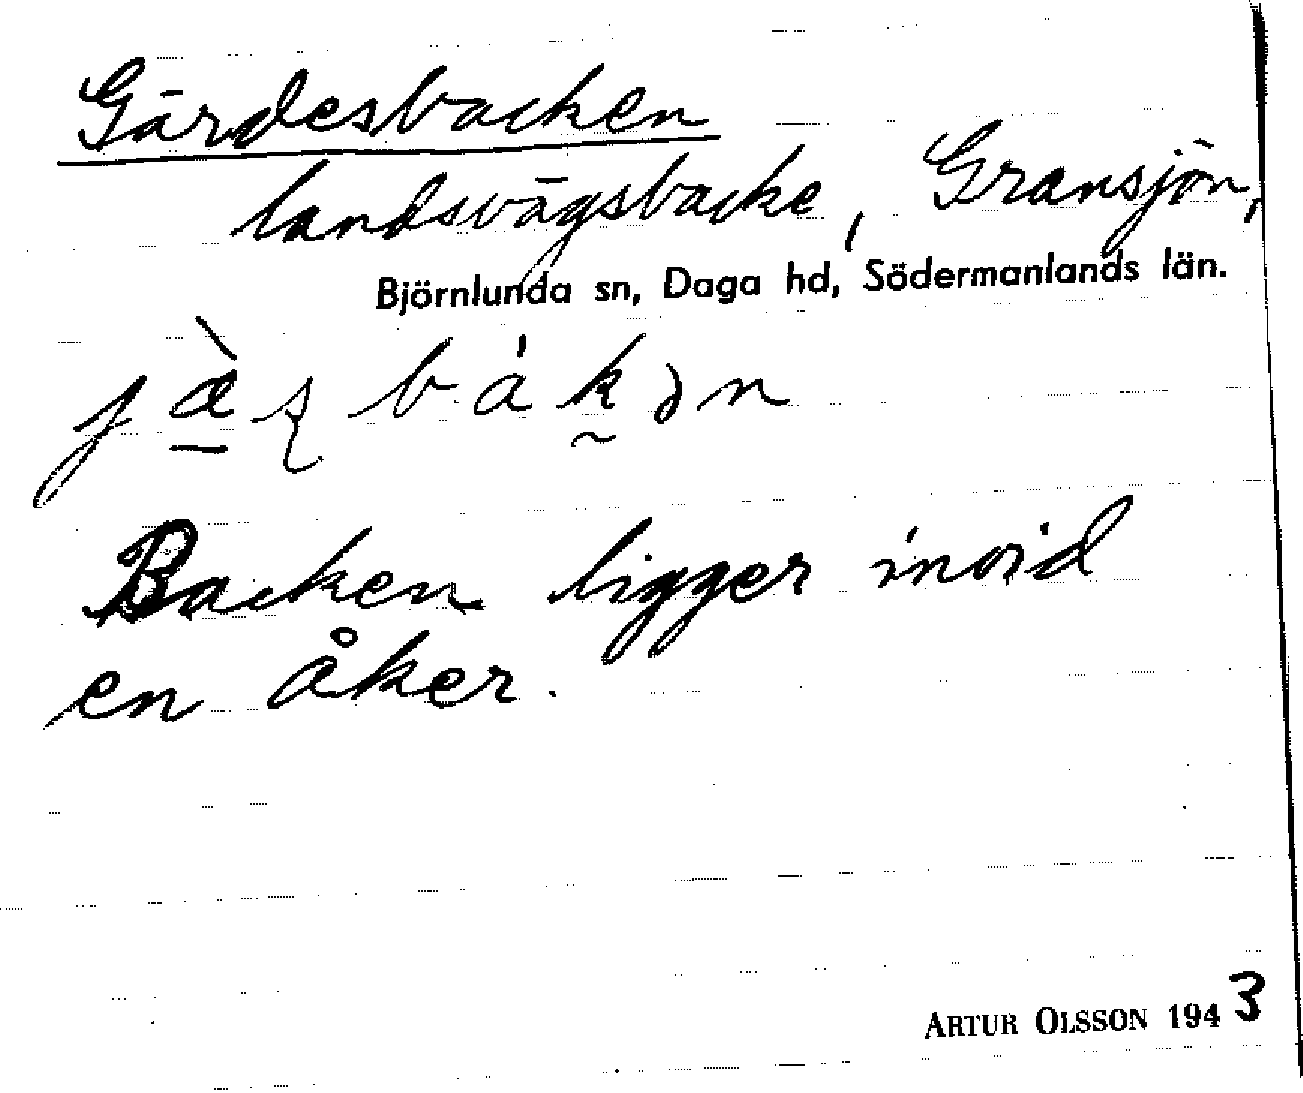 Gärdesbacken
landsvägsbacke, Gransjön,
Björnlunda sn, Daga hd, Södermanlands län.
Backen ligger invid
en åker.
ARTUR OLSSON 1943